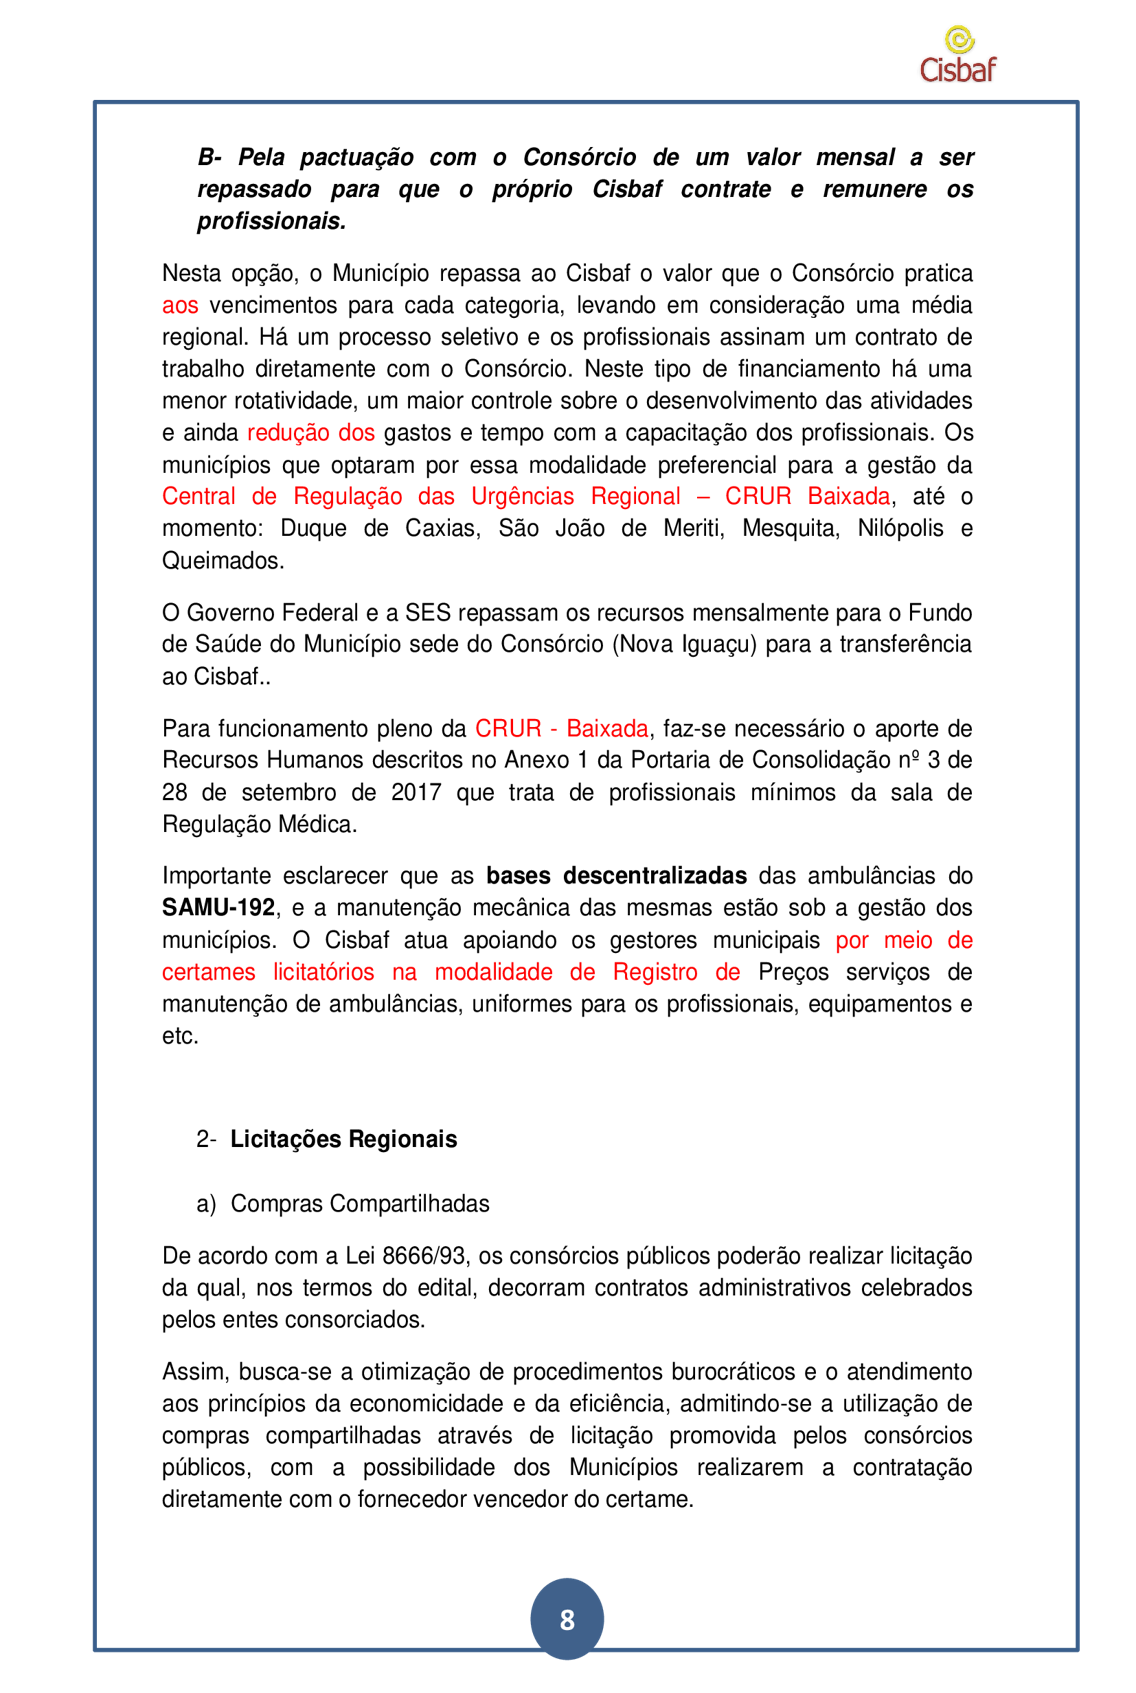 Cisbaf
B- Pela pactuação com o Consórcio de um valor mensal a ser
repassado para que o próprio Cisbaf contrate e remunere os
profissionais.
Nesta opção, o Município repassa ao Cisbaf o valor que o Consórcio pratica
aos vencimentos para cada categoria, levando em consideração uma média
regional. Há um processo seletivo e os profissionais assinam um contrato de
trabalho diretamente com o Consórcio. Neste tipo de financiamento há uma
menor rotatividade, um maior controle sobre o desenvolvimento das atividades
e ainda redução dos gastos e tempo com a capacitação dos profissionais. Os
municípios que optaram por essa modalidade preferencial para a gestão da
Central de Regulação das Urgências Regional – CRUR Baixada, até o
momento: Duque de Caxias, São João de Meriti, Mesquita, Nilópolis e
Queimados.
O Governo Federal e a SES repassam os recursos mensalmente para o Fundo
de Saúde do Município sede do Consórcio (Nova Iguaçu) para a transferência
ao Cisbaf..
Para funcionamento pleno da CRUR - Baixada, faz-se necessário o aporte de
Recursos Humanos descritos no Anexo 1 da Portaria de Consolidação nº 3 de
28 de setembro de 2017 que trata de profissionais mínimos da sala de
Regulação Médica.
Importante esclarecer que as bases descentralizadas das ambulâncias do
SAMU-192, e a manutenção mecânica das mesmas estão sob a gestão dos
municípios. O Cisbaf atua apoiando os gestores municipais por meio de
certames licitatórios na modalidade de Registro de Preços serviços de
manutenção de ambulâncias, uniformes para os profissionais, equipamentos e
etc.
2- Licitações Regionais
a) Compras Compartilhadas
De acordo com a Lei 8666/93, os consórcios públicos poderão realizar licitação
da qual, nos termos do edital, decorram contratos administrativos celebrados
pelos entes consorciados.
Assim, busca-se a otimização de procedimentos burocráticos e o atendimento
aos princípios da economicidade e da eficiência, admitindo-se a utilização de
compras compartilhadas através de licitação promovida pelos consórcios
públicos, com a possibilidade dos Municípios realizarem a contratação
diretamente com o fornecedor vencedor do certame.
8